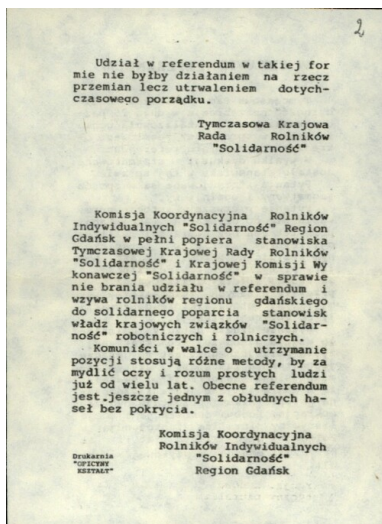 2
Udział w referendum w takiej for
mie nie byłby działaniem na rzecz
przemian lecz utrwaleniem dotych-
czasowego porządku.
Tymczasowa Krajowa
Rada Rolników
"Solidarność"
Komisja Koordynacyjna Rolników
Indywidualnych "Solidarność" Region
Gdańsk w pełni popiera stanowiska
Tymczasowej Krajowej Rady Rolników
"Solidarność" i Krajowej Komisji Wy
konawczej "Solidarność" w sprawie
nie brania udziału w referendum i
wzywa rolników regionu gdańskiego
do solidarnego poparcia stanowisk
władz krajowych związków "Solidar-
ność" robotniczych i rolniczych.
Komuniści w walce o utrzymanie
pozycji stosują różne metody, by za
mydlić oczy i rozum prostych ludzi
już od wielu lat. Obecne referendum
jest.jeszcze jednym z obłudnych ha-
seł bez pokrycia.
Komisja Koordynacyjna
Rolników Indywidualnych
"Solidarność"
Region Gdańsk
Drukarnia
"OFICYNY
KSZTAŁT"